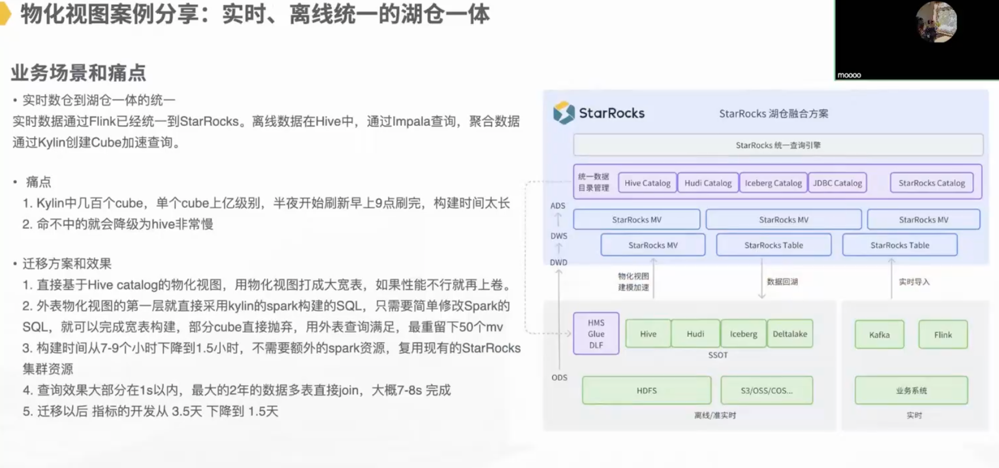 物化视图案例分享：实时、离线统一的湖仓一体
moooo
业务场景和痛点
• 实时数仓到湖仓一体的统一
实时数据通过Flink已经统一到StarRocks。离线数据在Hive中，通过Impala查询，聚合数据
通过Kylin创建Cube加速查询。
• 痛点
1. Kylin中几百个cube，单个cube上亿级别，半夜开始刷新早上9点刷完，构建时间太长
2. 命不中的就会降级为hive非常慢
• 迁移方案和效果
1. 直接基于Hive catalog的物化视图，用物化视图打成大宽表，如果性能不行就再上卷。
2. 外表物化视图的第一层就直接采用kylin的spark构建的SQL，只需要简单修改Spark的
SQL，就可以完成宽表构建，部分cube直接抛弃，用外表查询满足，最重留下50个mv
3. 构建时间从7-9个小时下降到1.5小时，不需要额外的spark资源，复用现有的StarRocks
集群资源
4. 查询效果大部分在1s以内，最大的2年的数据多表直接join，大概7-8s 完成
5. 迁移以后 指标的开发从 3.5天 下降到 1.5天
StarRocks
StarRocks 湖仓融合方案
StarRocks 统一查询引擎
统一数据
目录管理
Hive Catalog
Hudi Catalog
Iceberg Catalog
JDBC Catalog
StarRocks Catalog
ADS
StarRocks MV
StarRocks MV
StarRocks MV
DWS
StarRocks MV
StarRocks Table
StarRocks Table
DWD
物化视图
建模加速
数据回湖
实时导入
HMS
Glue
DLF
Hive
Hudi
Iceberg
Deltalake
SSOT
Kafka
Flink
ODS
HDFS
S3/OSS/COS...
业务系统
离线/准实时
实时